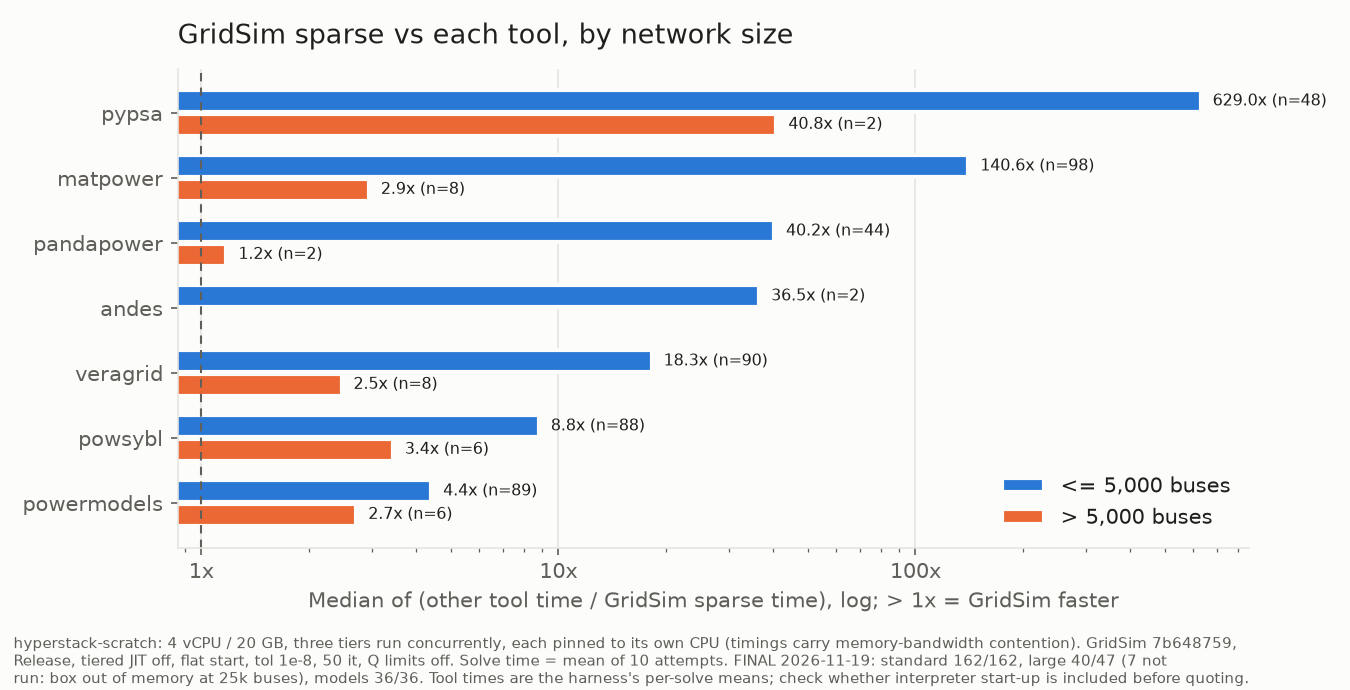 GridSim sparse vs each tool, by network size
pypsa
629.0x (n=48)
40.8x (n=2)
matpower
140.6x (n=98)
2.9x (n=8)
pandapower
40.2x (n=44)
1.2x (n=2)
andes
36.5x (n=2)
veragrid
18.3x (n=90)
2.5x (n=8)
powsybl
8.8x (n=88)
3.4x (n=6)
powermodels
4.4x (n=89)
2.7x (n=6)
<= 5,000 buses
> 5,000 buses
1x 10x 100x
Median of (other tool time / GridSim sparse time), log; > 1x = GridSim faster
hyperstack-scratch: 4 vCPU / 20 GB, three tiers run concurrently, each pinned to its own CPU (timings carry memory-bandwidth contention). GridSim 7b648759,
Release, tiered JIT off, flat start, tol 1e-8, 50 it, Q limits off. Solve time = mean of 10 attempts. FINAL 2026-11-19: standard 162/162, large 40/47 (7 not
run: box out of memory at 25k buses), models 36/36. Tool times are the harness's per-solve means; check whether interpreter start-up is included before quoting.